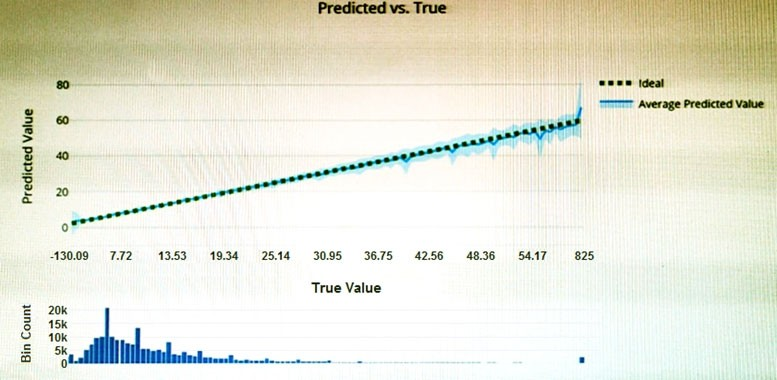 Predicted vs. True
Ideal
Average Predicted Value
Predicted Value
80
60
40
20
0
-130.09 7.72 13.53 19.34 25.14 30.95 36.75 42.56 48.36 54.17 825
True Value
Bin Count
20k
15k
10k
5k
0